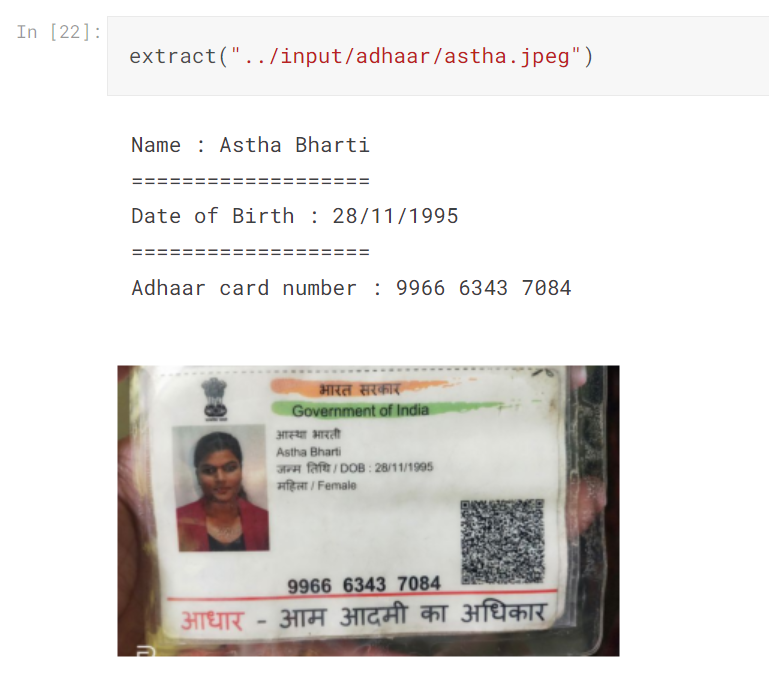 In [22]:
extract("../input/adhaar/astha.jpeg")
Name : Astha Bharti
===================
Date of Birth : 28/11/1995
===================
Adhaar card number : 9966 6343 7084
भारत सरकार
Government of India
आस्था भारती
Astha Bharti
जन्म तिथि / DOB : 28/11/1995
महिला / Female
9966 6343 7084
आधार - आम आदमी का अधिकार